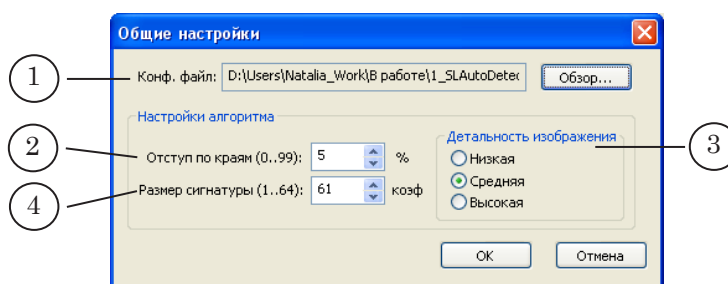 Общие настройки
1
Конф. файл: D:\Users\Natalia_Work\В работе\1_SLAutoDetec Обзор...
Настройки алгоритма
2
Отступ по краям (0..99): 5 %
4
Размер сигнатуры (1..64): 61 коэф
Детальность изображения
3
Низкая
Средняя
Высокая
OK Отмена